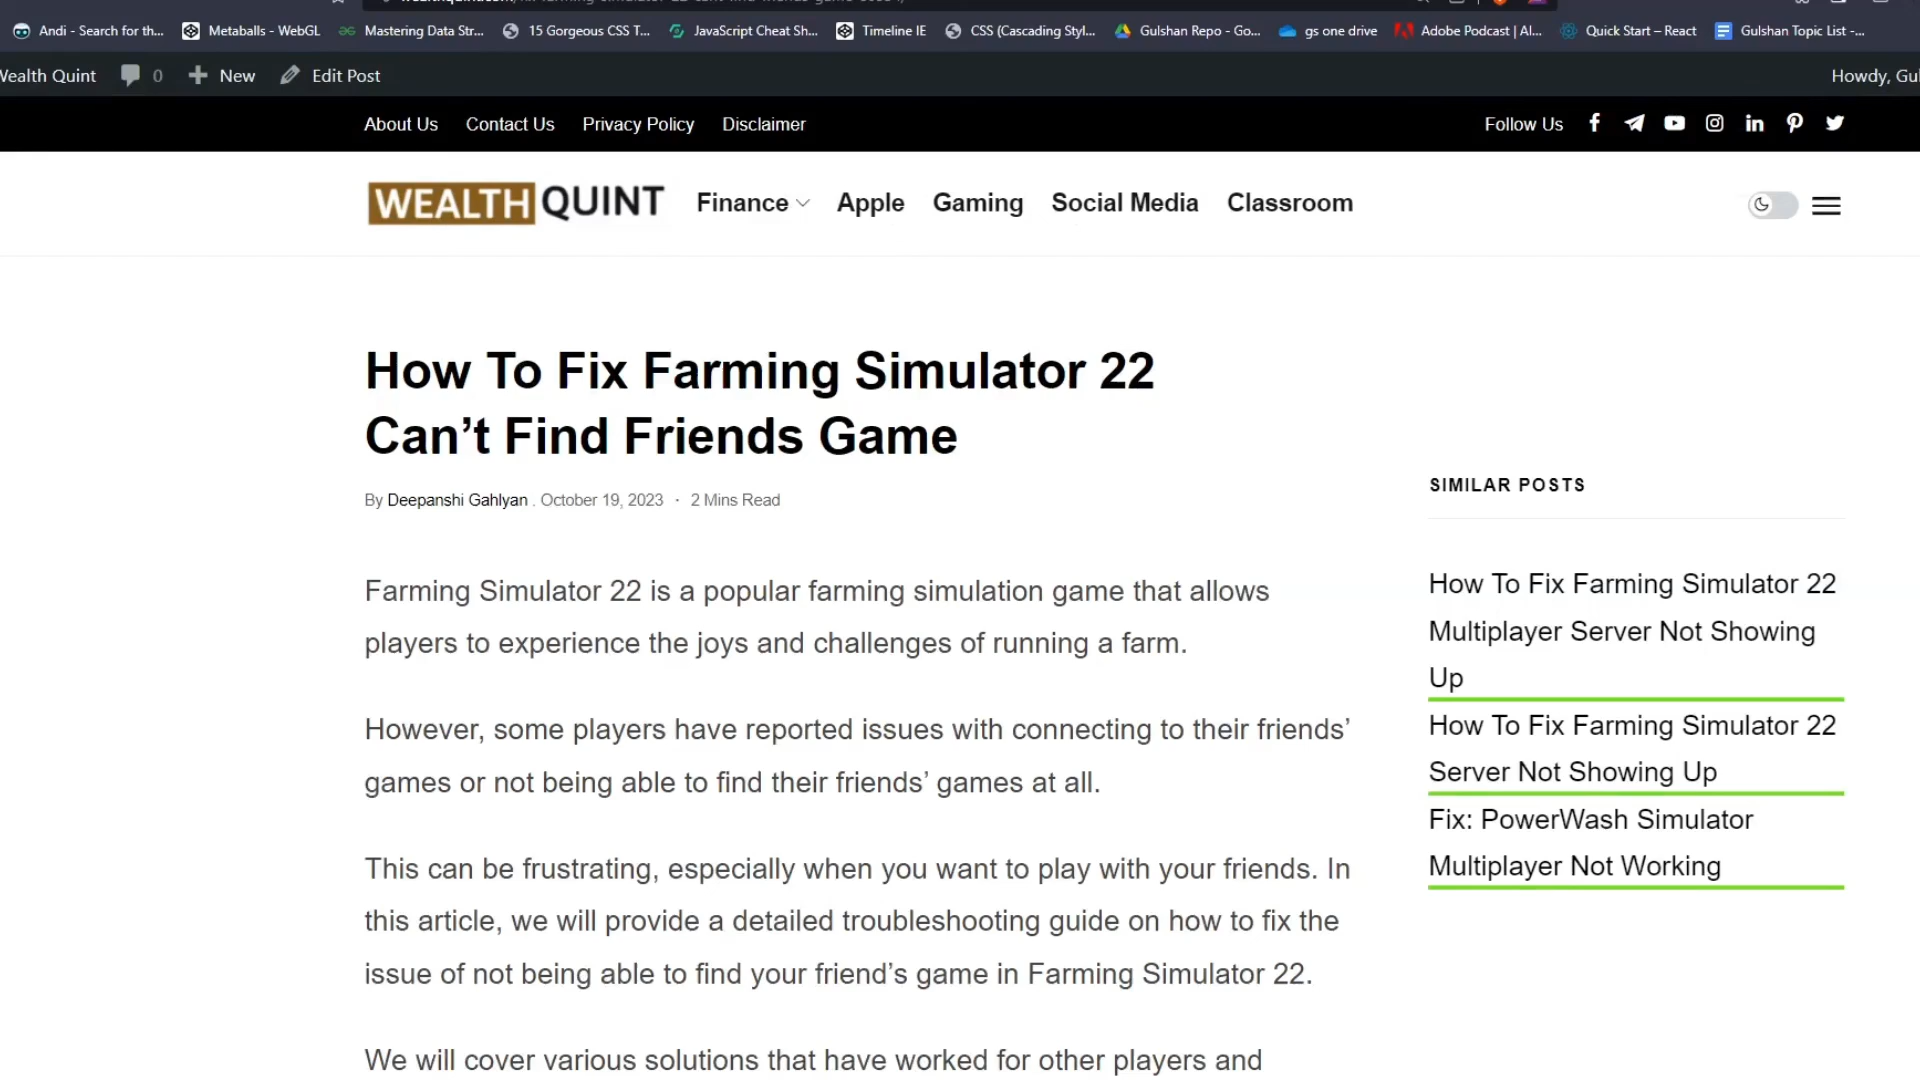 Andi - Search for th...
Metaballs - WebGL
Mastering Data Str...
15 Gorgeous CSS T...
JavaScript Cheat Sh...
Timeline IE
CSS (Cascading Styl...
Gulshan Repo - Go...
gs one drive
Adobe Podcast | AI...
Quick Start – React
Gulshan Topic List -...
Wealth Quint
0
New
Edit Post
Howdy, Gul
About Us
Contact Us
Privacy Policy
Disclaimer
Follow Us
WEALTH QUINT
Finance
Apple
Gaming
Social Media
Classroom
How To Fix Farming Simulator 22
Can’t Find Friends Game
By Deepanshi Gahlyan . October 19, 2023 · 2 Mins Read
Farming Simulator 22 is a popular farming simulation game that allows
players to experience the joys and challenges of running a farm.
However, some players have reported issues with connecting to their friends’
games or not being able to find their friends’ games at all.
This can be frustrating, especially when you want to play with your friends. In
this article, we will provide a detailed troubleshooting guide on how to fix the
issue of not being able to find your friend’s game in Farming Simulator 22.
We will cover various solutions that have worked for other players and
SIMILAR POSTS
How To Fix Farming Simulator 22
Multiplayer Server Not Showing
Up
How To Fix Farming Simulator 22
Server Not Showing Up
Fix: PowerWash Simulator
Multiplayer Not Working